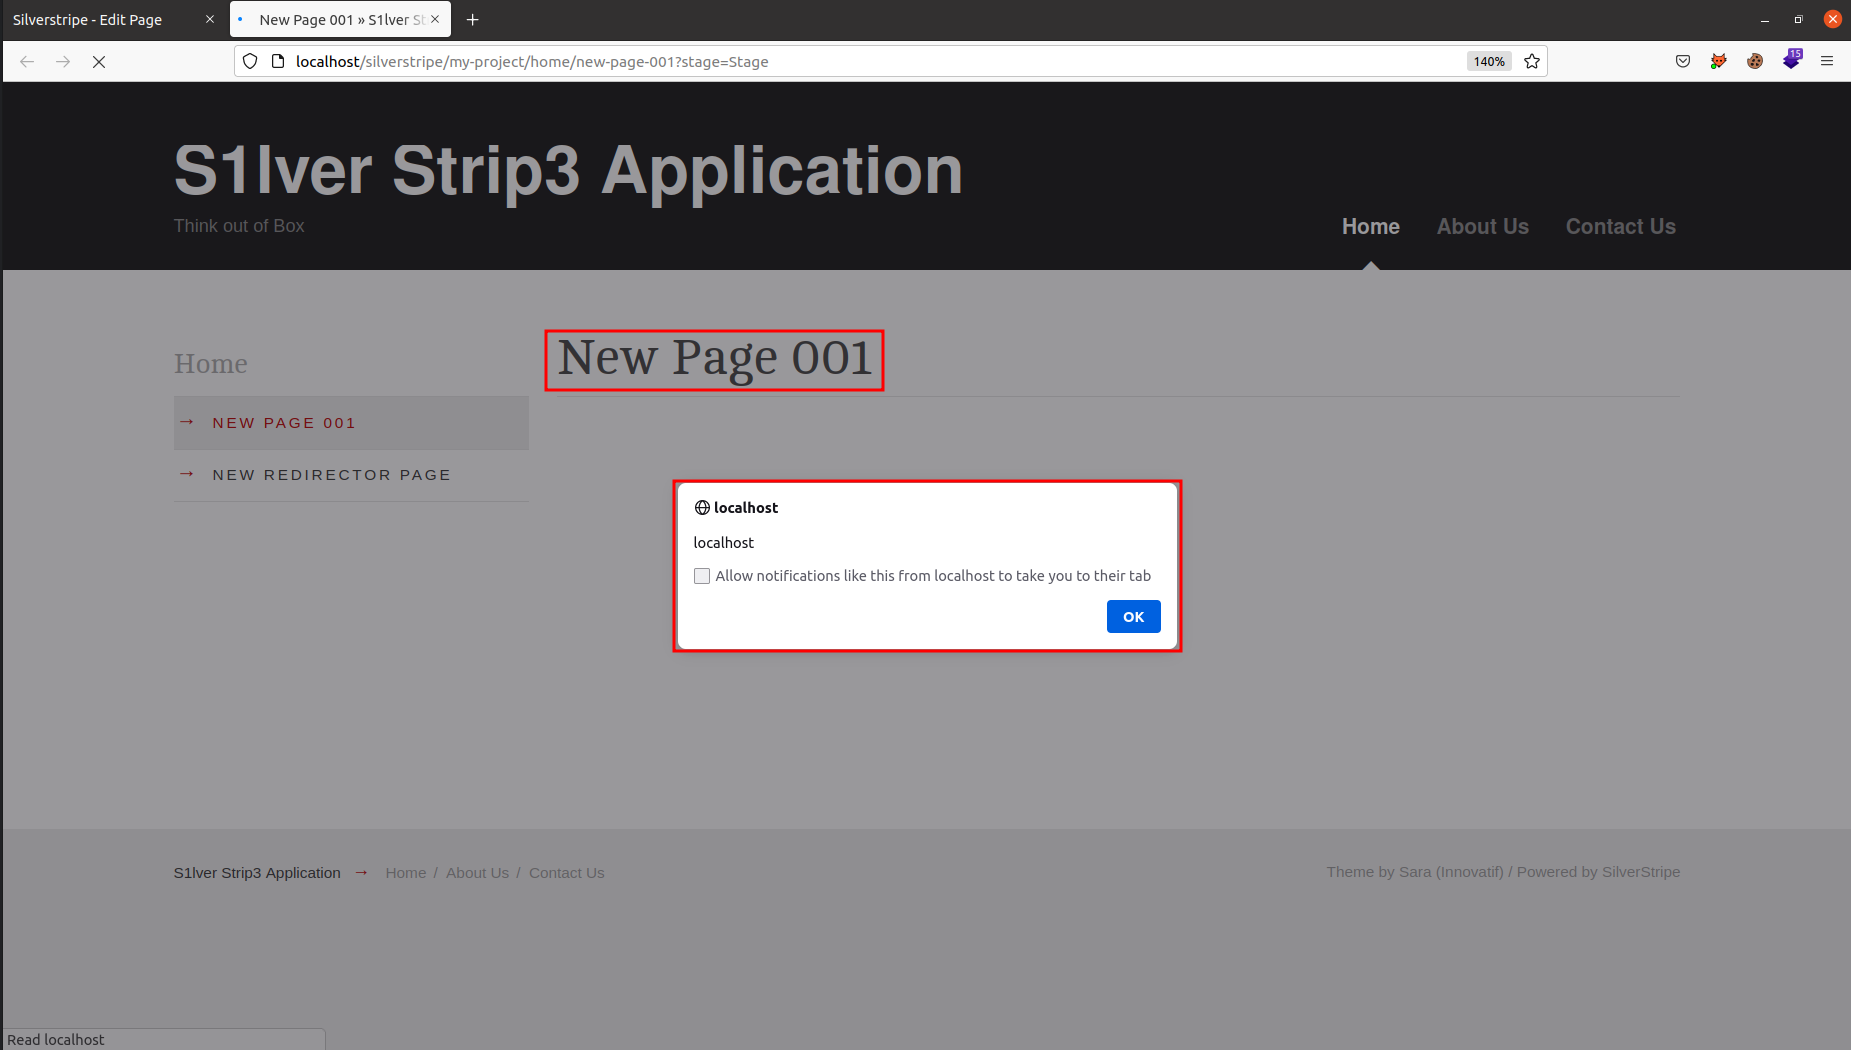 Silverstripe - Edit Page
New Page 001 » S1lver St
localhost/silverstripe/my-project/home/new-page-001?stage=Stage
140%
15
S1lver Strip3 Application
Think out of Box
Home
About Us
Contact Us
Home
New Page 001
→ NEW PAGE 001
→ NEW REDIRECTOR PAGE
localhost
localhost
Allow notifications like this from localhost to take you to their tab
OK
S1lver Strip3 Application → Home / About Us / Contact Us
Theme by Sara (Innovatif) / Powered by SilverStripe
Read localhost